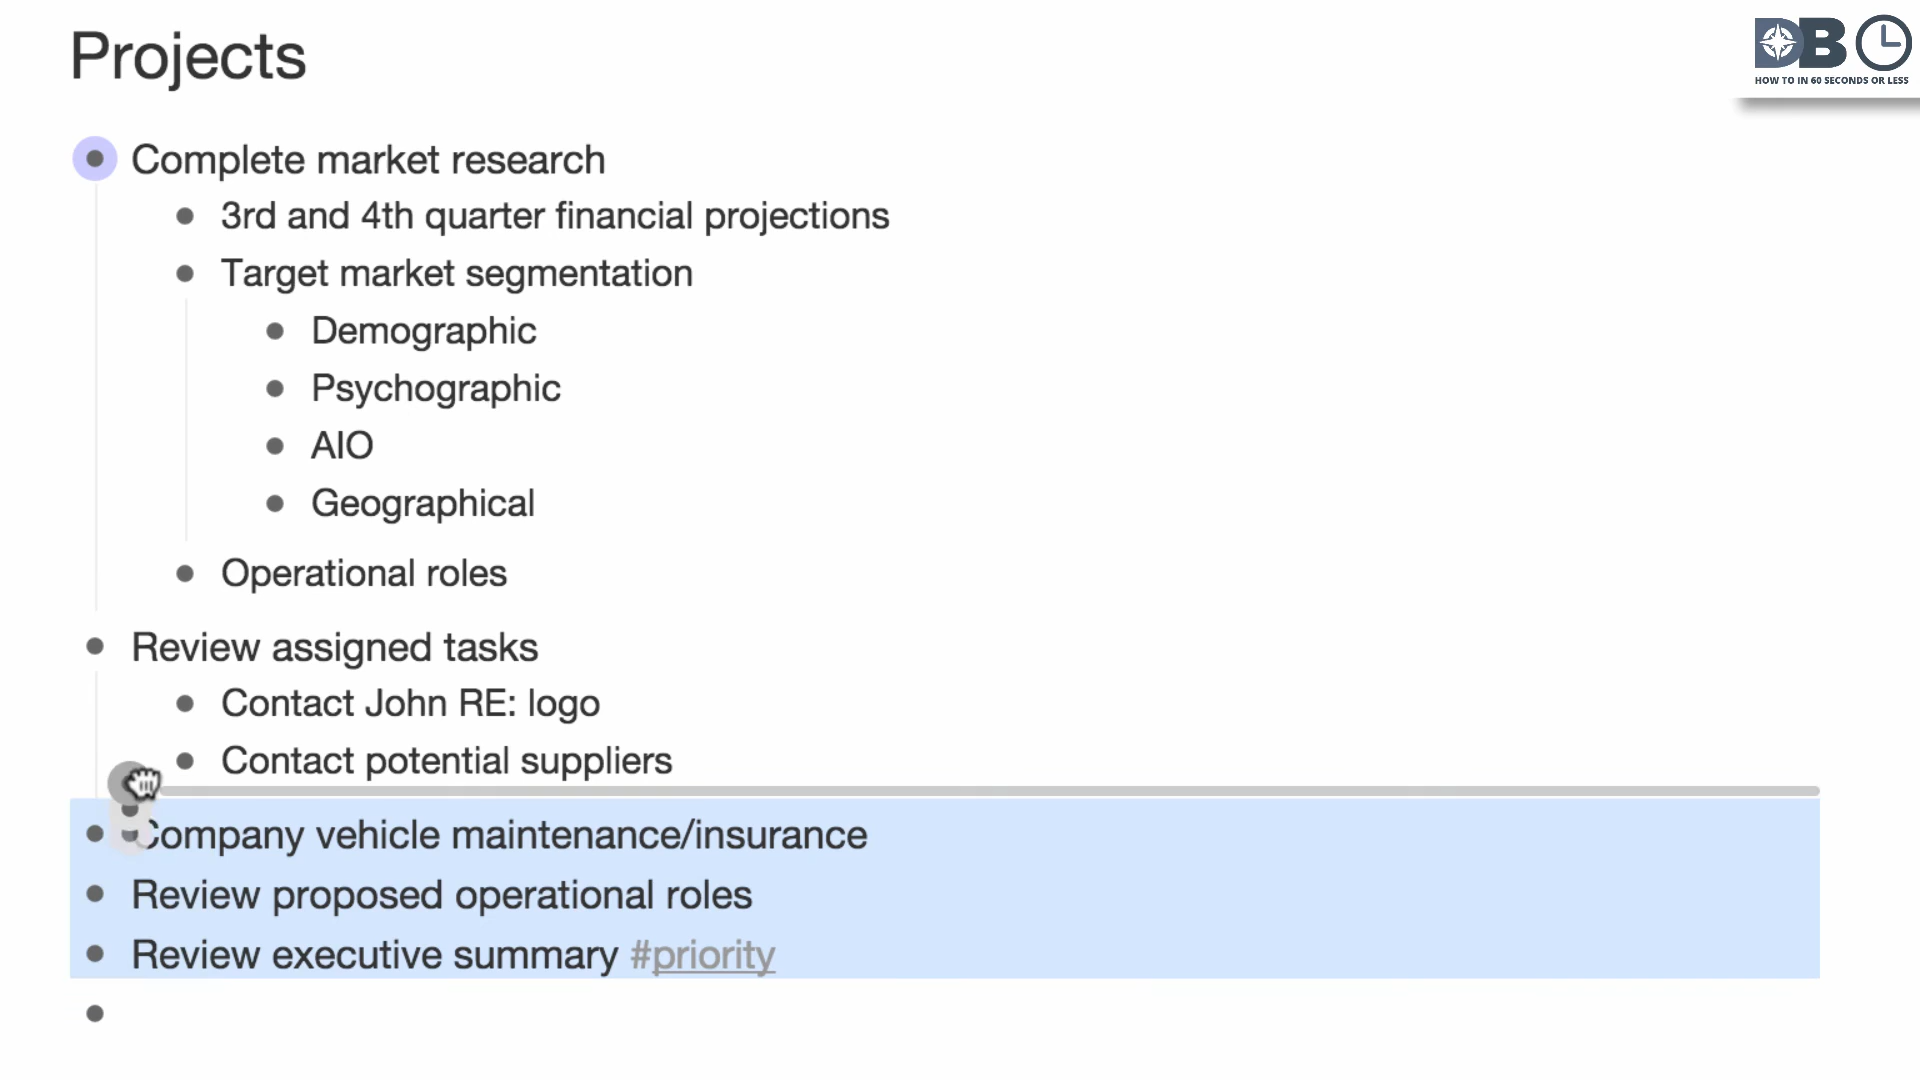 Projects
DB
HOW TO IN 60 SECONDS OR LESS
Complete market research
3rd and 4th quarter financial projections
Target market segmentation
Demographic
Psychographic
AIO
Geographical
Operational roles
Review assigned tasks
Contact John RE: logo
Contact potential suppliers
Company vehicle maintenance/insurance
Review proposed operational roles
Review executive summary #priority